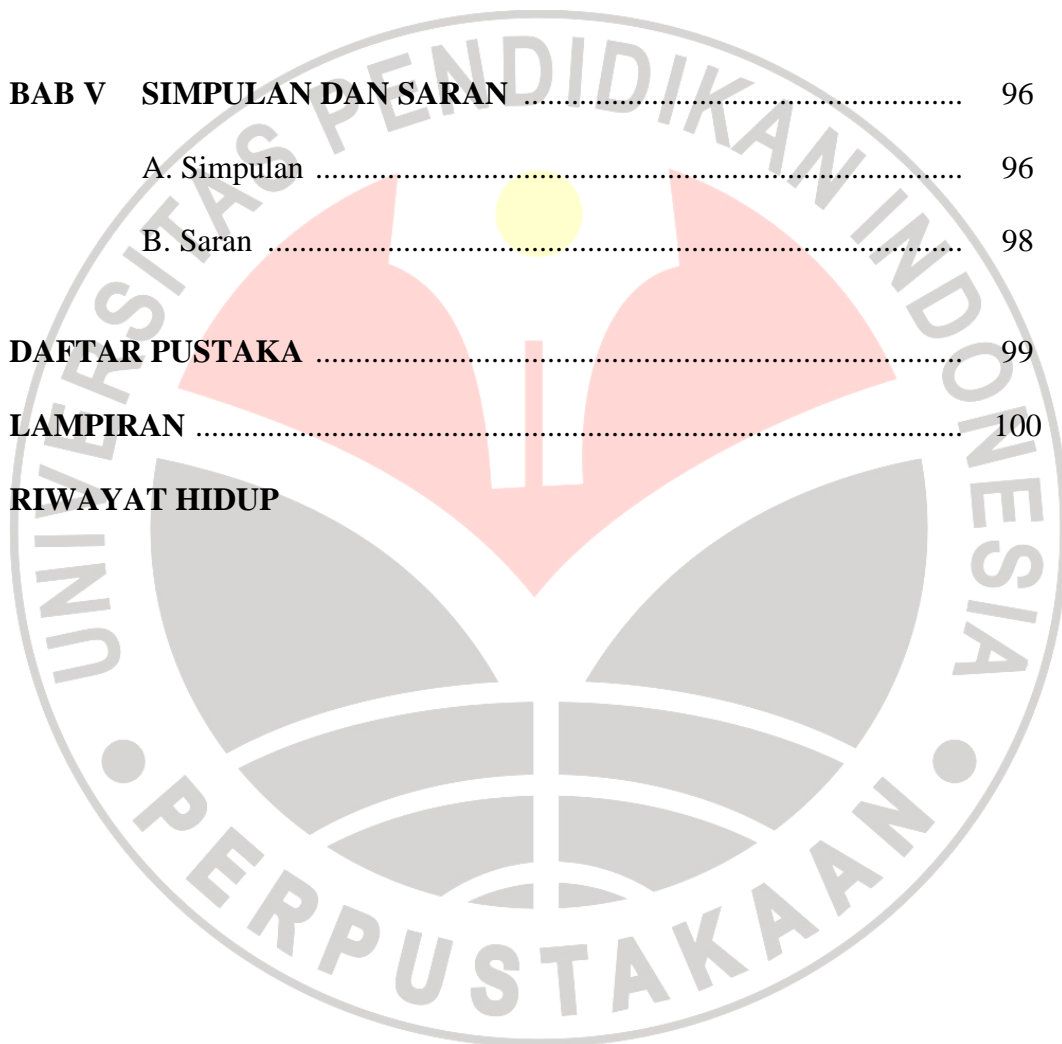 BAB V SIMPULAN DAN SARAN ........................................................ 96
A. Simpulan .................................................................................. 96
B. Saran ........................................................................................ 98
DAFTAR PUSTAKA .................................................................................. 99
LAMPIRAN ................................................................................................. 100
RIWAYAT HIDUP
UNIVERSITAS PENDIDIKAN INDONESIA
PERPUSTAKAAN